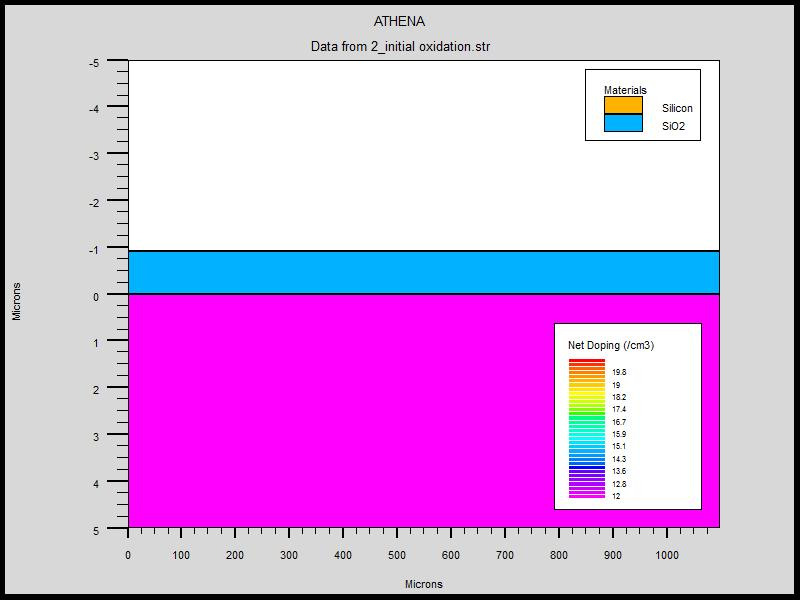 ATHENA
Data from 2_initial oxidation.str
Materials
Silicon
SiO2
-5
-4
-3
-2
-1
0
1
2
3
4
5
Microns
Net Doping (/cm3)
19.8
19
18.2
17.4
16.7
15.9
15.1
14.3
13.6
12.8
12
0 100 200 300 400 500 600 700 800 900 1000
Microns